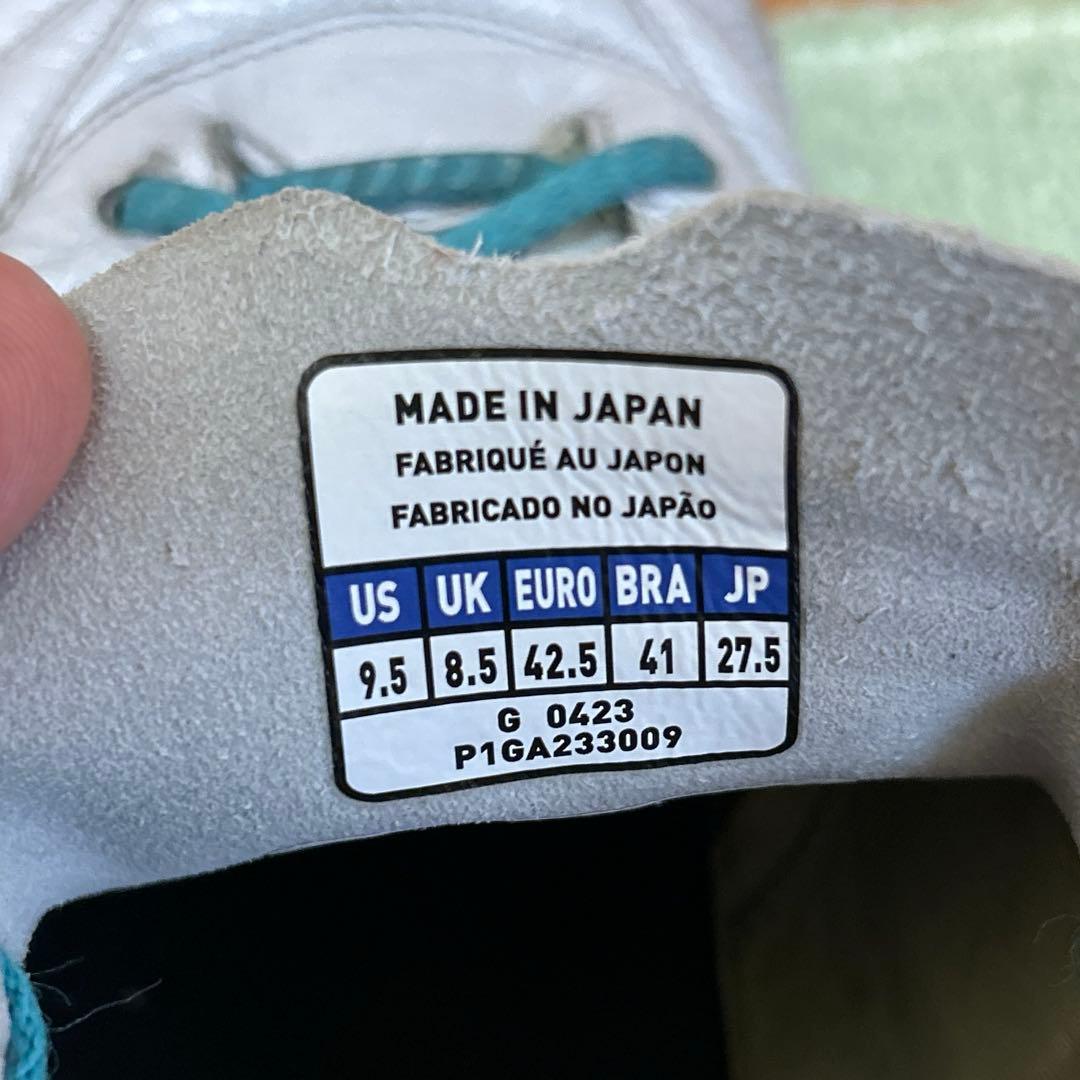 MADE IN JAPAN
FABRIQUÉ AU JAPON
FABRICADO NO JAPÃO
US UK EURO BRA JP
9.5 8.5 42.5 41 27.5
G 0423
P1GA233009